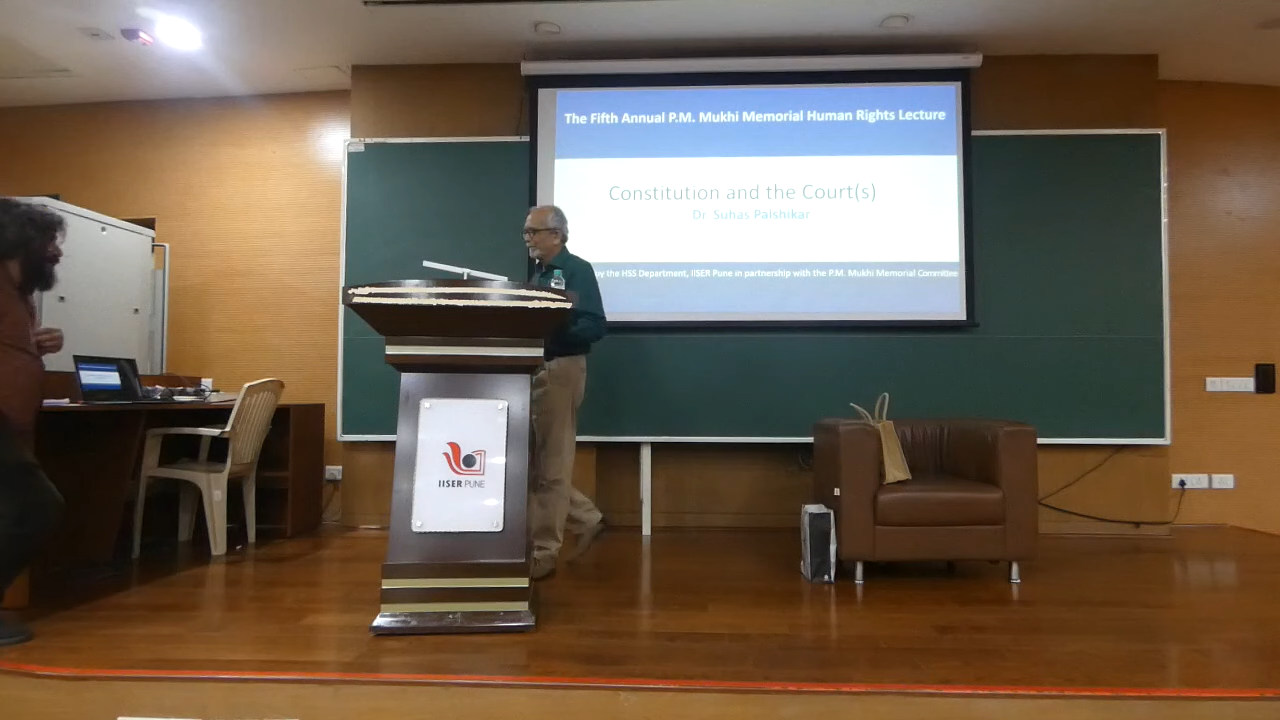 The Fifth Annual P.M. Mukhi Memorial Human Rights Lecture
Constitution and the Court(s)
Dr. Suhas Palshikar
by the HSS Department, IISER Pune in partnership with the P.M. Mukhi Memorial Committee
IISER PUNE